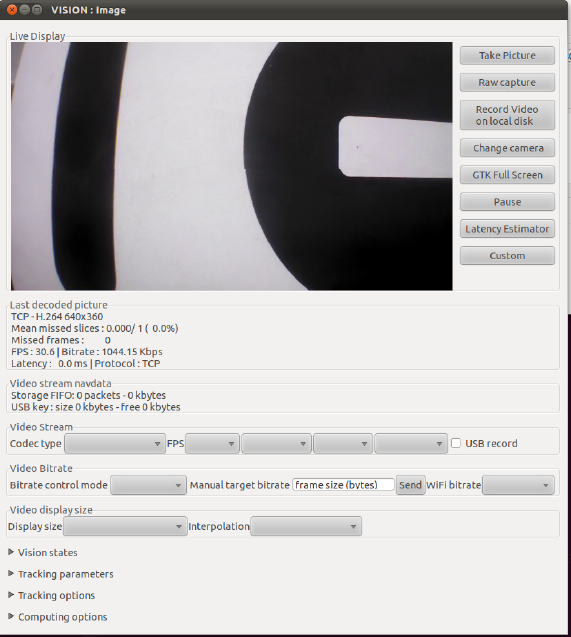 VISION : Image
Live Display
Take Picture
Raw capture
Record Video
on local disk
Change camera
GTK Full Screen
Pause
Latency Estimator
Custom
Last decoded picture
TCP - H.264 640x360
Mean missed slices : 0.000/ 1 ( 0.0%)
Missed frames : 0
FPS : 30.6 | Bitrate : 1044.15 Kbps
Latency : 0.0 ms | Protocol : TCP
Video stream navdata
Storage FIFO: 0 packets - 0 kbytes
USB key : size 0 kbytes - free 0 kbytes
Video Stream
Codec type FPS USB record
Video Bitrate
Bitrate control mode Manual target bitrate frame size (bytes) Send WiFi bitrate
Video display size
Display size Interpolation
Vision states
Tracking parameters
Tracking options
Computing options